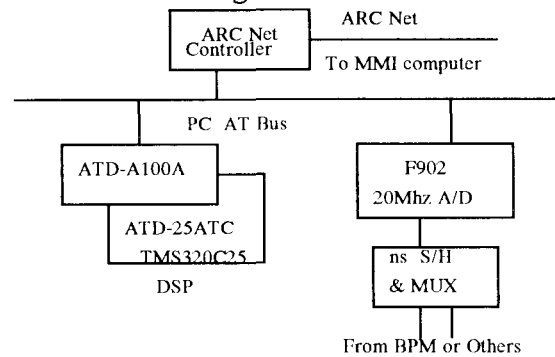 ARC Net
ARC Net
Controller
To MMI computer
PC AT Bus
ATD-A100A
F902
20Mhz A/D
ATD-25ATC
TMS320C25
DSP
ns S/H
& MUX
From BPM or Others